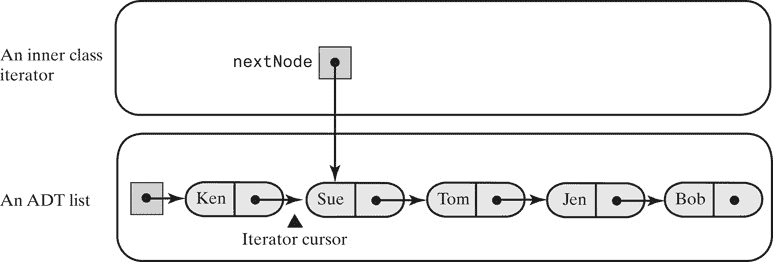 An inner class
iterator
nextNode
An ADT list
Ken
Sue
Tom
Jen
Bob
Iterator cursor